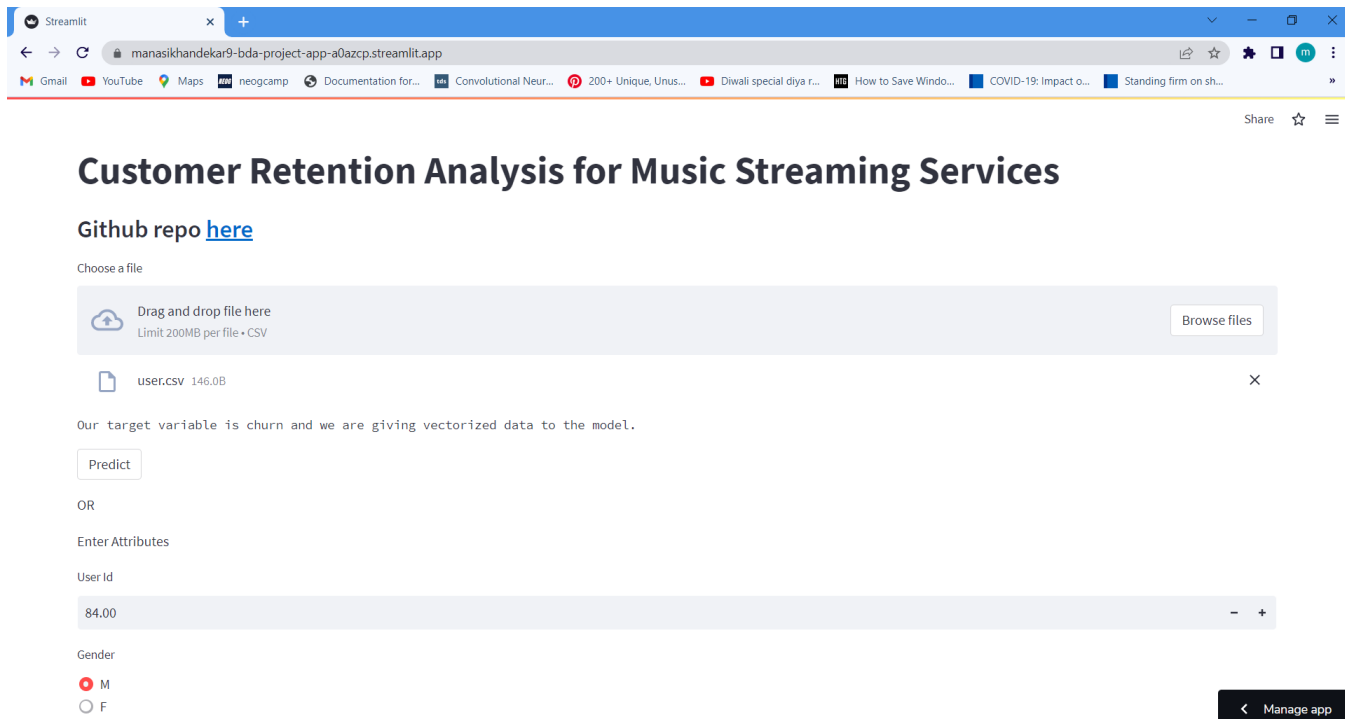 Streamlit
manasikhandekar9-bda-project-app-a0azcp.streamlit.app
m
Gmail YouTube Maps neogcamp Documentation for... tds Convolutional Neur... 200+ Unique, Unus... Diwali special diya r... HTG How to Save Windo... COVID-19: Impact o... Standing firm on sh... »
Share
Customer Retention Analysis for Music Streaming Services
Github repo here
Choose a file
Drag and drop file here
Limit 200MB per file • CSV
Browse files
user.csv 146.0B
Our target variable is churn and we are giving vectorized data to the model.
Predict
OR
Enter Attributes
User Id
84.00
Gender
M
F
Manage app